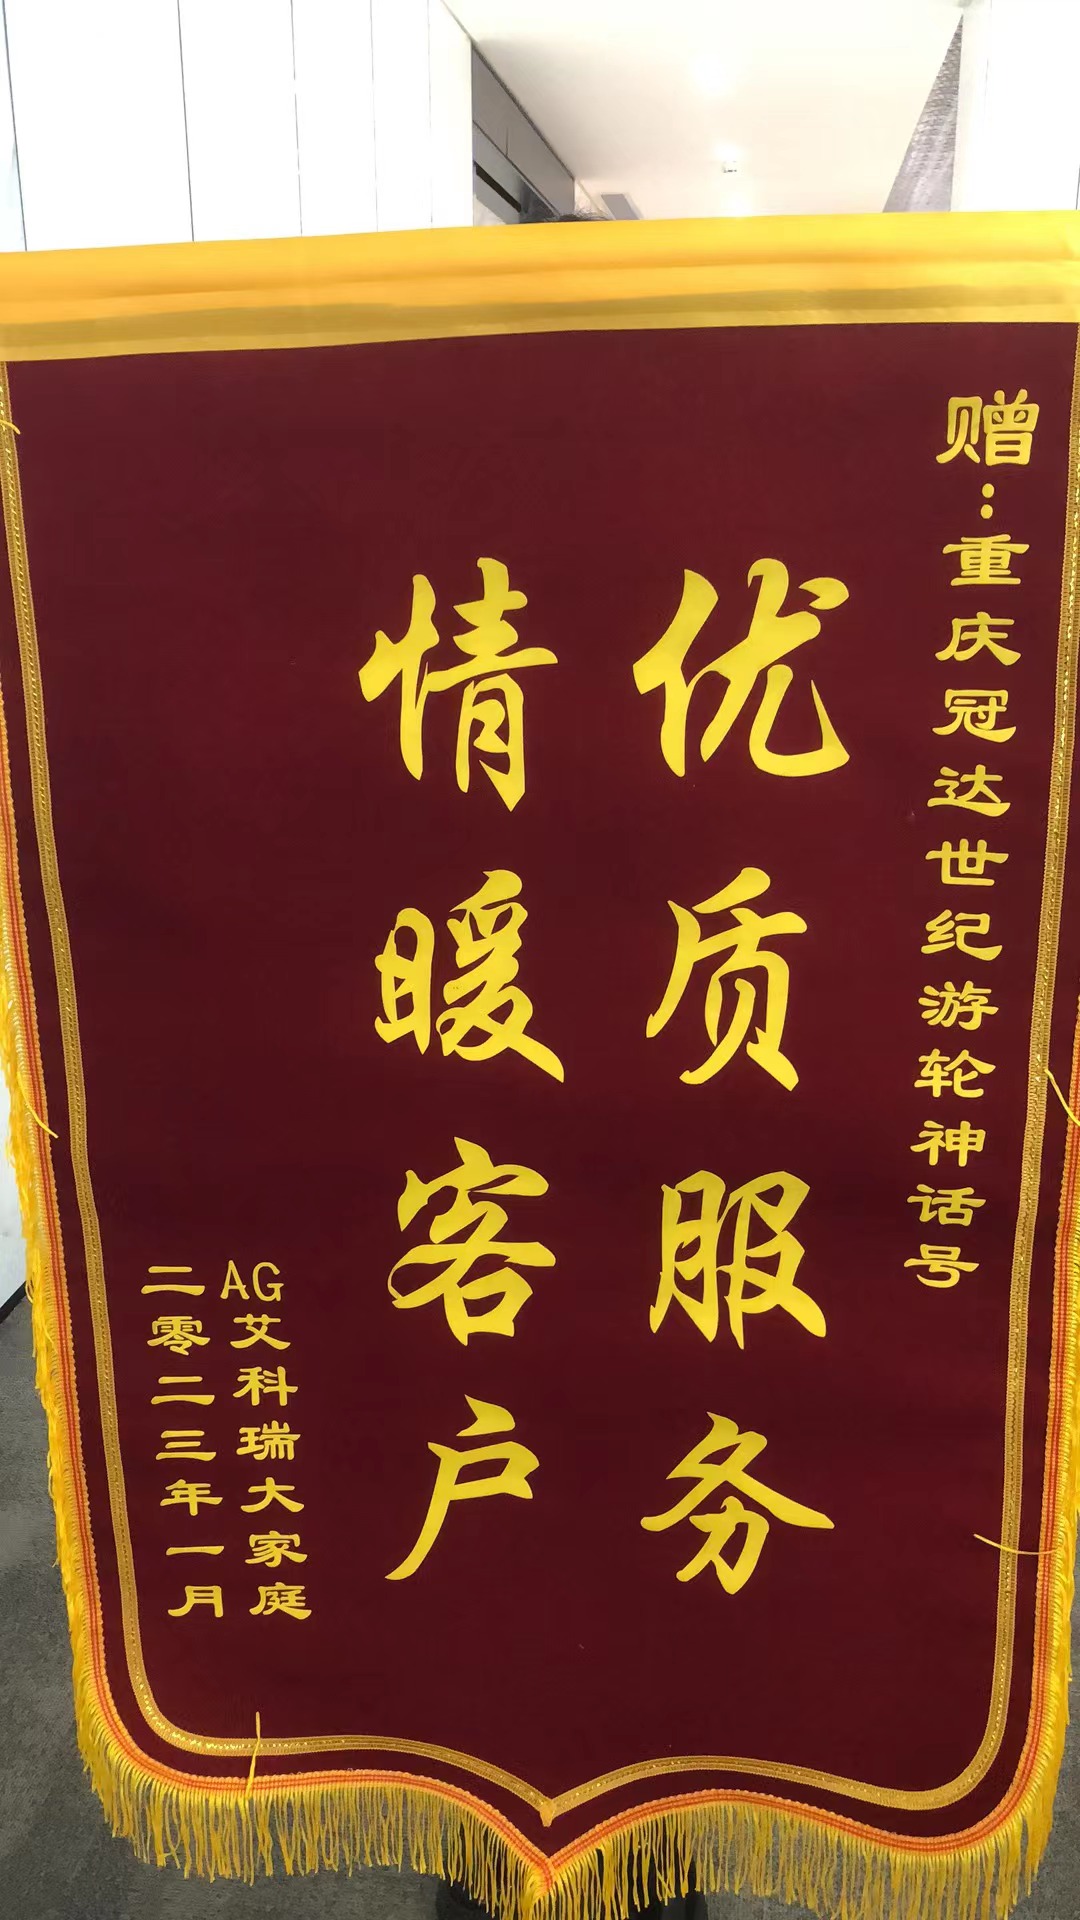 赠:重庆冠达世纪游轮神话号
优质服务
情暖客户
AG艾科瑞大家庭
二零二三年一月